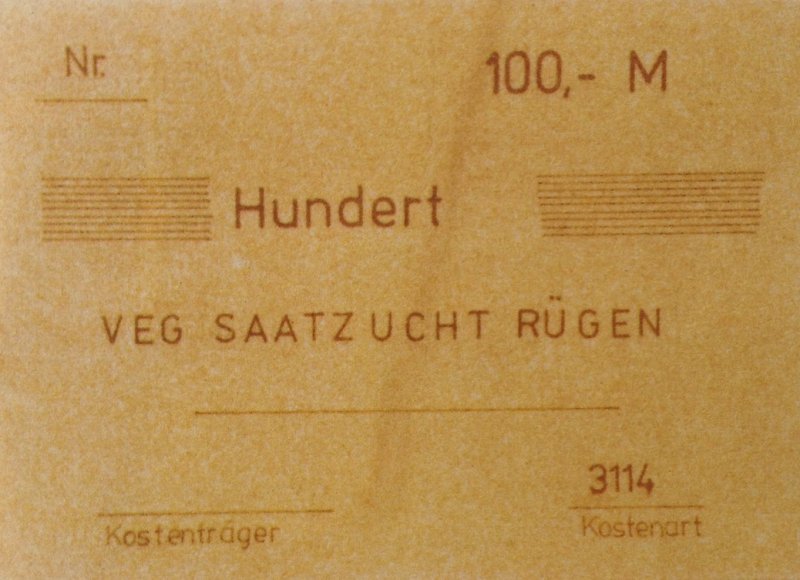 Nr. 100,- M
Hundert
VEG SAATZUCHT RÜGEN
3114
Kostenträger Kostenart